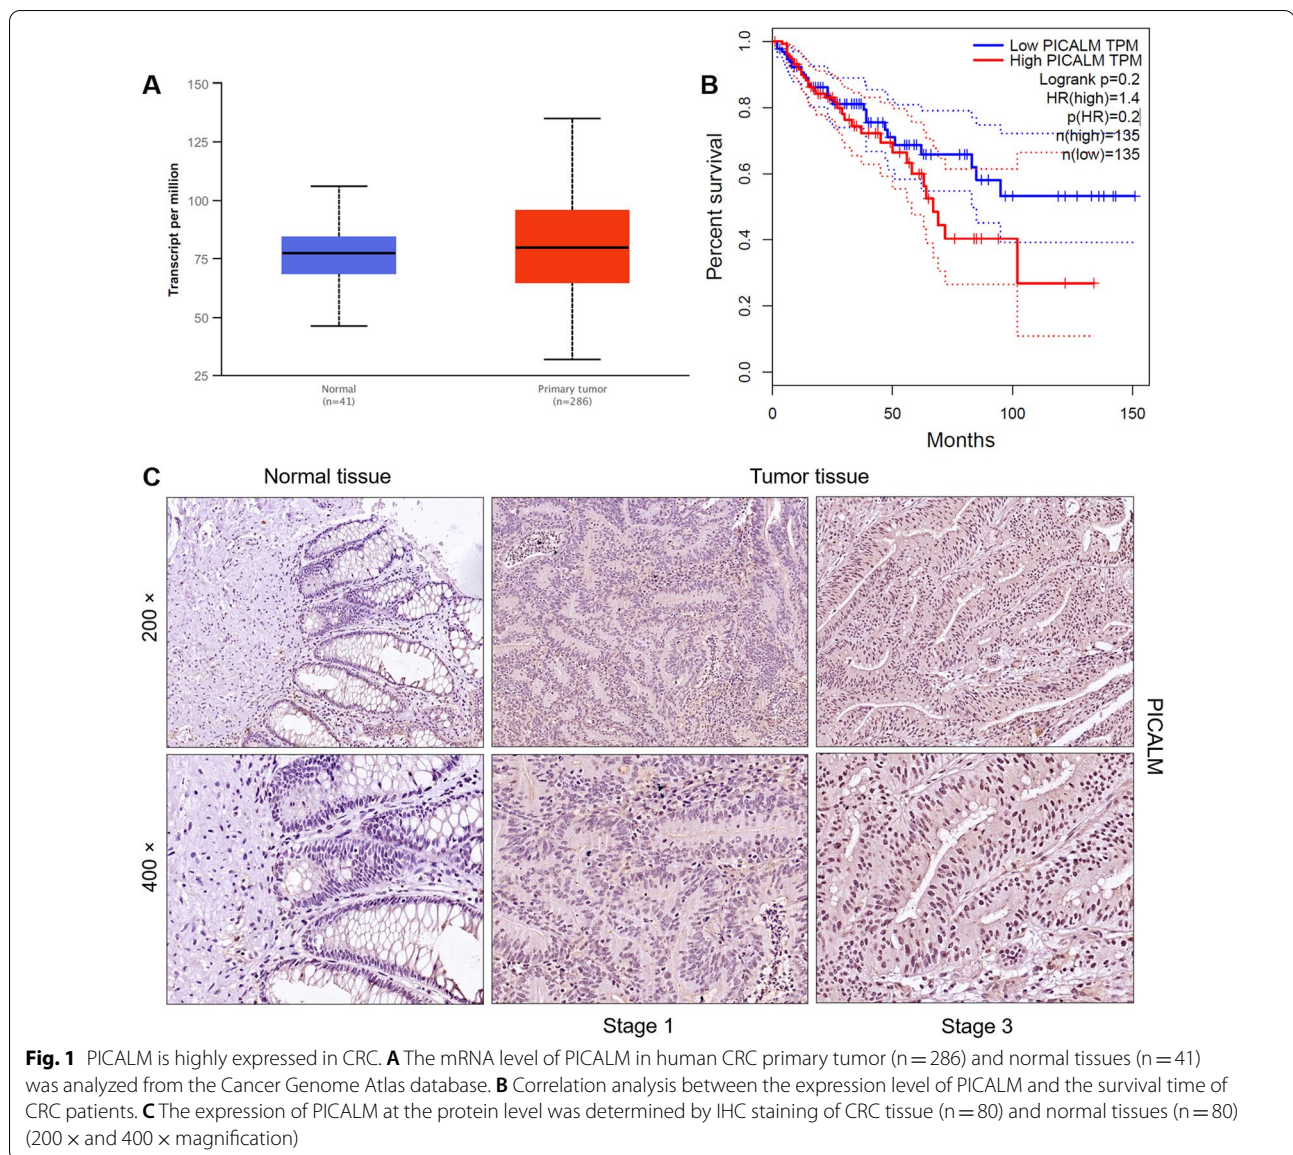 A
150
125
100
75
50
25
Transcript per million
Normal
(n=41)
Primary tumor
(n=286)
B
Low PICALM TPM
High PICALM TPM
Logrank p=0.2
HR(high)=1.4
p(HR)=0.2
n(high)=135
n(low)=135
1.0
0.8
0.6
0.4
0.2
0.0
Percent survival
0 50 100 150
Months
C
Normal tissue
Tumor tissue
200 ×
400 ×
PICALM
Stage 1
Stage 3
Fig. 1 PICALM is highly expressed in CRC. A The mRNA level of PICALM in human CRC primary tumor (n = 286) and normal tissues (n = 41)
was analyzed from the Cancer Genome Atlas database. B Correlation analysis between the expression level of PICALM and the survival time of
CRC patients. C The expression of PICALM at the protein level was determined by IHC staining of CRC tissue (n = 80) and normal tissues (n = 80)
(200 × and 400 × magnification)